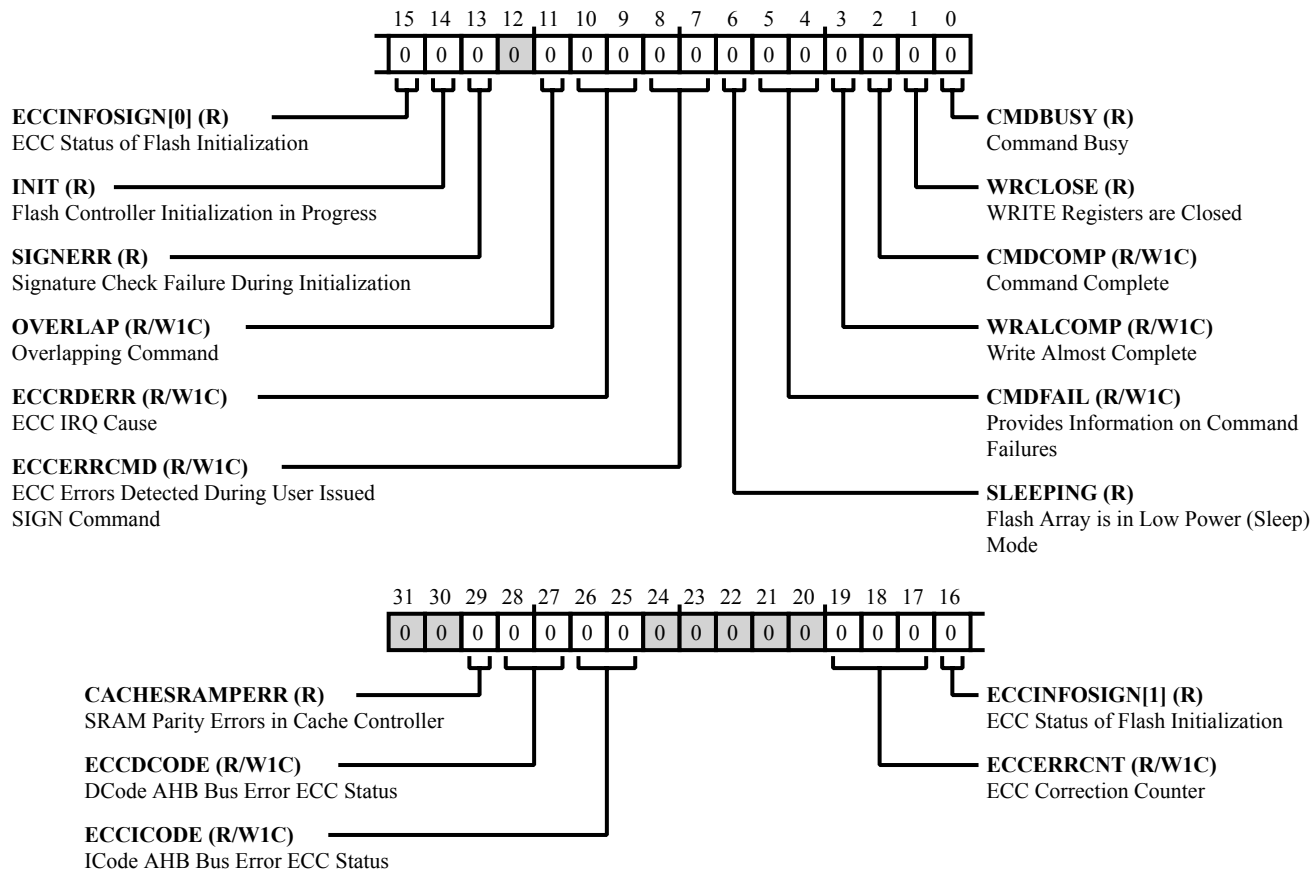 15 14 13 12 11 10 9 8 7 6 5 4 3 2 1 0
0 0 0 0 0 0 0 0 0 0 0 0 0 0 0 0
ECCINFOSIGN[0] (R)
ECC Status of Flash Initialization
INIT (R)
Flash Controller Initialization in Progress
SIGNERR (R)
Signature Check Failure During Initialization
OVERLAP (R/W1C)
Overlapping Command
ECCRDERR (R/W1C)
ECC IRQ Cause
ECCERRCMD (R/W1C)
ECC Errors Detected During User Issued
SIGN Command
CMDBUSY (R)
Command Busy
WRCLOSE (R)
WRITE Registers are Closed
CMDCOMP (R/W1C)
Command Complete
WRALCOMP (R/W1C)
Write Almost Complete
CMDFAIL (R/W1C)
Provides Information on Command
Failures
SLEEPING (R)
Flash Array is in Low Power (Sleep)
Mode
31 30 29 28 27 26 25 24 23 22 21 20 19 18 17 16
0 0 0 0 0 0 0 0 0 0 0 0 0 0 0 0
CACHESRAMPERR (R)
SRAM Parity Errors in Cache Controller
ECCDCODE (R/W1C)
DCode AHB Bus Error ECC Status
ECCICODE (R/W1C)
ICode AHB Bus Error ECC Status
ECCINFOSIGN[1] (R)
ECC Status of Flash Initialization
ECCERRCNT (R/W1C)
ECC Correction Counter